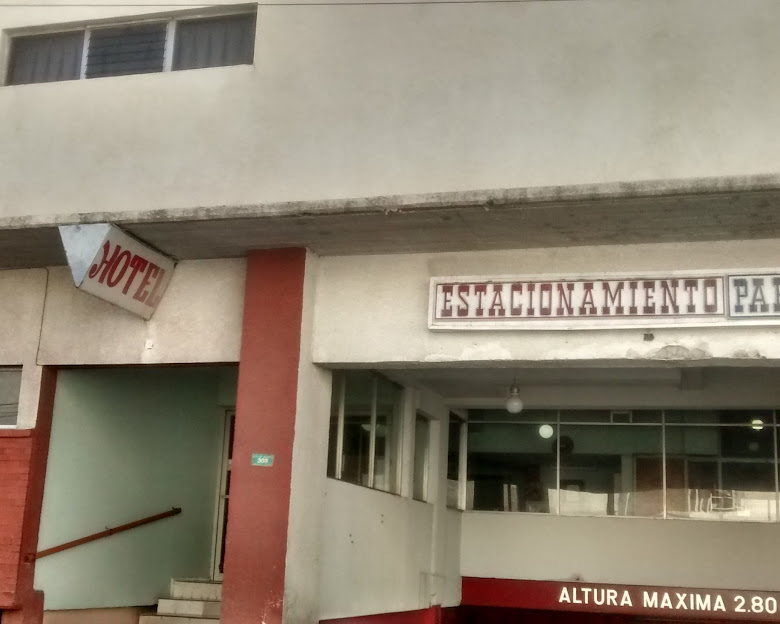 HOTEL
ESTACIONAMIENTO
ALTURA MAXIMA 2.80